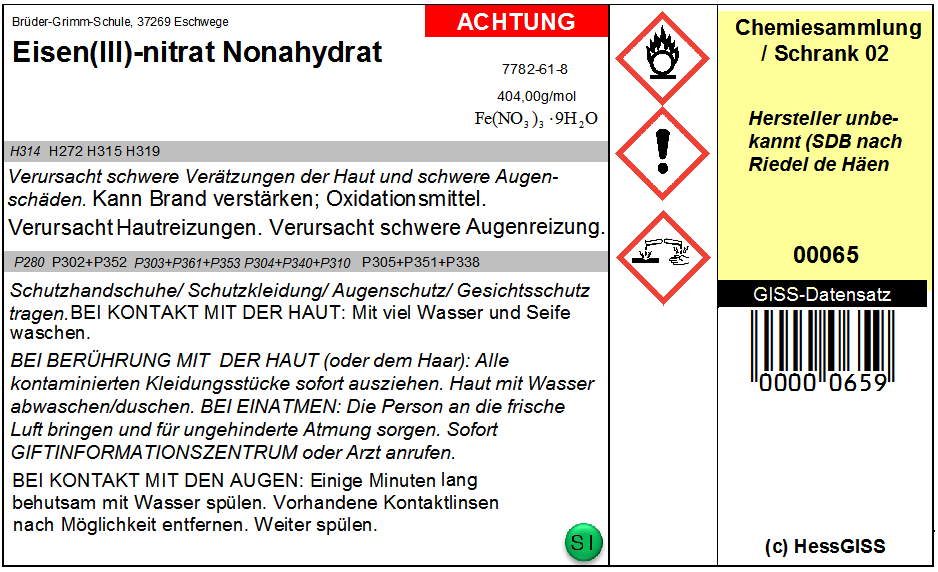 Brüder-Grimm-Schule, 37269 Eschwege
ACHTUNG
Eisen(III)-nitrat Nonahydrat
7782-61-8
404,00g/mol
Fe(NO₃)₃ ·9H₂O
H314 H272 H315 H319
Verursacht schwere Verätzungen der Haut und schwere Augen-
schäden. Kann Brand verstärken; Oxidationsmittel.
Verursacht Hautreizungen. Verursacht schwere Augenreizung.
P280 P302+P352 P303+P361+P353 P304+P340+P310 P305+P351+P338
Schutzhandschuhe/ Schutzkleidung/ Augenschutz/ Gesichtsschutz
tragen. BEI KONTAKT MIT DER HAUT: Mit viel Wasser und Seife
waschen.
BEI BERÜHRUNG MIT DER HAUT (oder dem Haar): Alle
kontaminierten Kleidungsstücke sofort ausziehen. Haut mit Wasser
abwaschen/duschen. BEI EINATMEN: Die Person an die frische
Luft bringen und für ungehinderte Atmung sorgen. Sofort
GIFTINFORMATIONSZENTRUM oder Arzt anrufen.
BEI KONTAKT MIT DEN AUGEN: Einige Minuten lang
behutsam mit Wasser spülen. Vorhandene Kontaktlinsen
nach Möglichkeit entfernen. Weiter spülen.
SI
Chemiesammlung
/ Schrank 02
Hersteller unbe-
kannt (SDB nach
Riedel de Häen
00065
GISS-Datensatz
0000 0659
(c) HessGISS